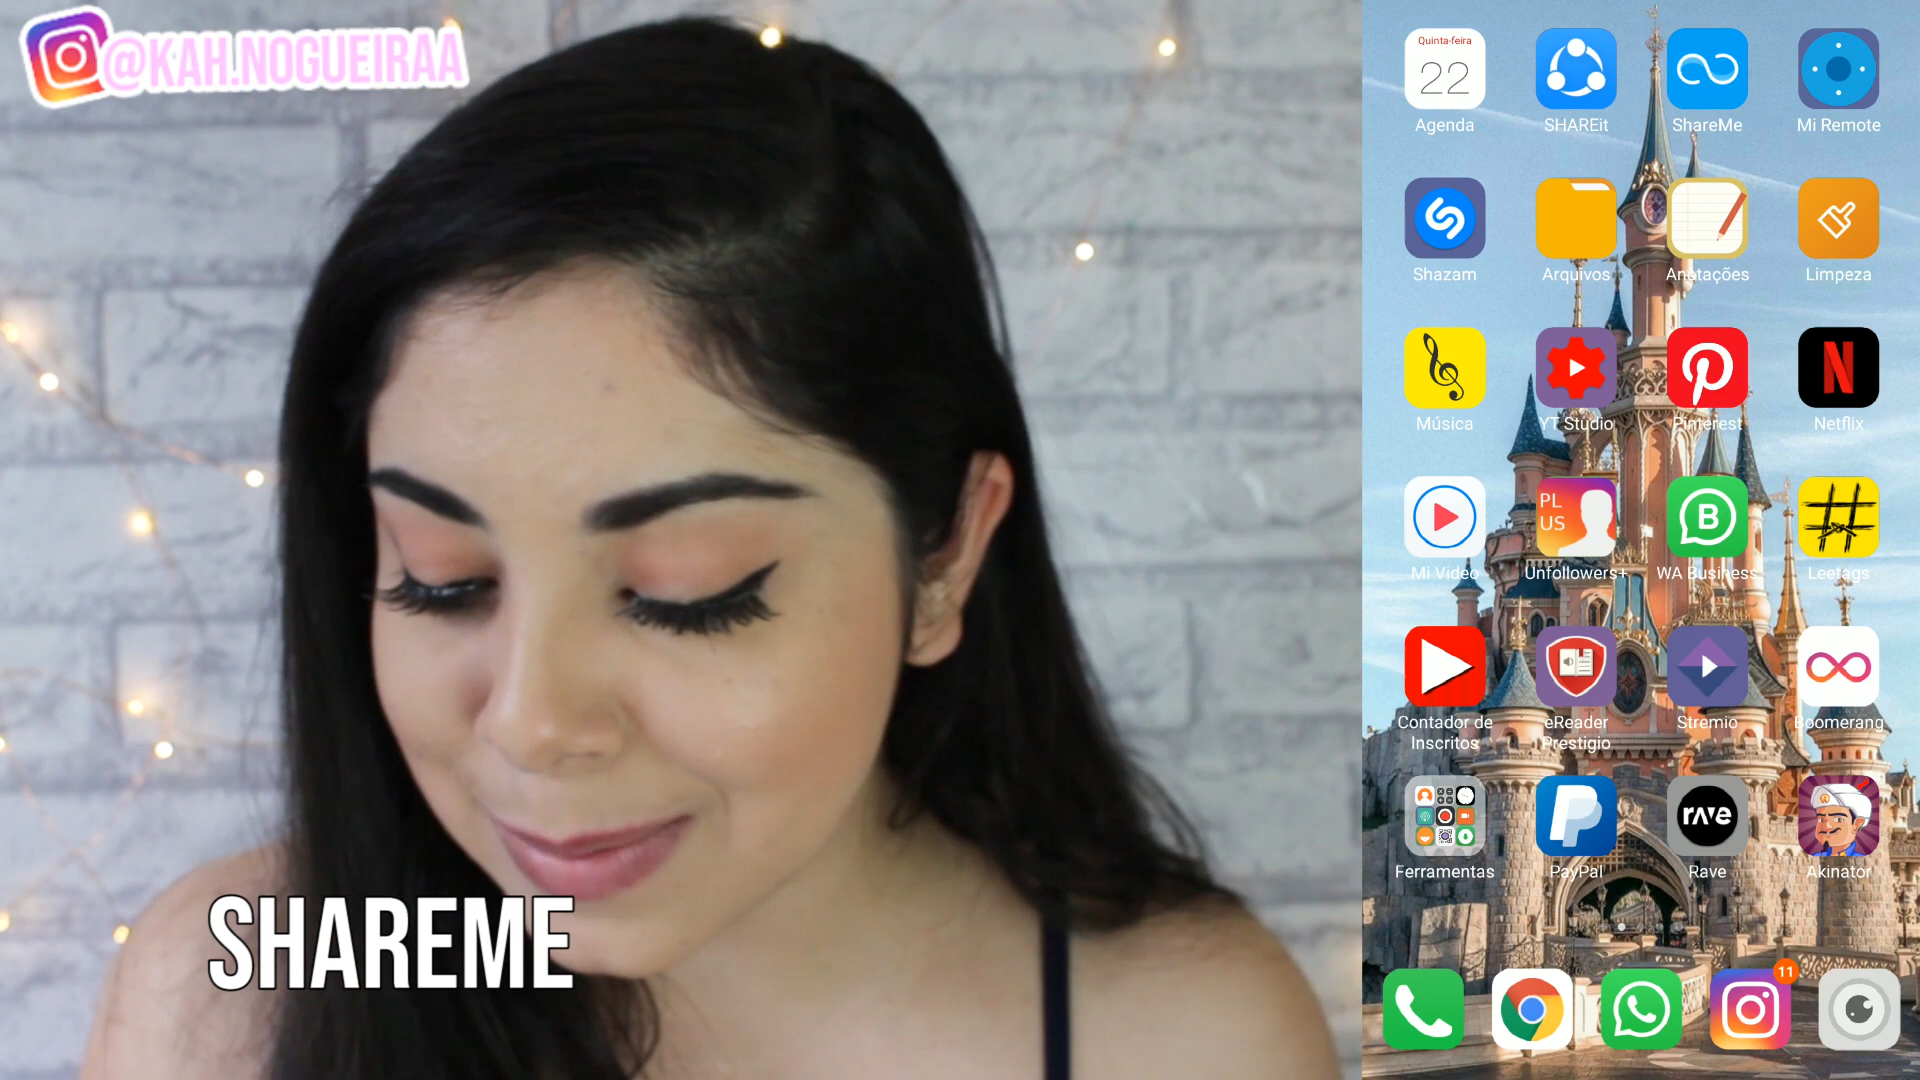 @KAH.NOGUEIRAA
SHAREME
Quinta-feira
22
Agenda
SHAREit
ShareMe
Mi Remote
Shazam
Arquivos
Anotações
Limpeza
Música
YT Studio
Pinterest
Netflix
PL
US
Mi Video
Unfollowers+
WA Business
Leetags
Contador de
Inscritos
eReader
Prestigio
Stremio
Boomerang
rave
Ferramentas
PayPal
Rave
Akinator
11